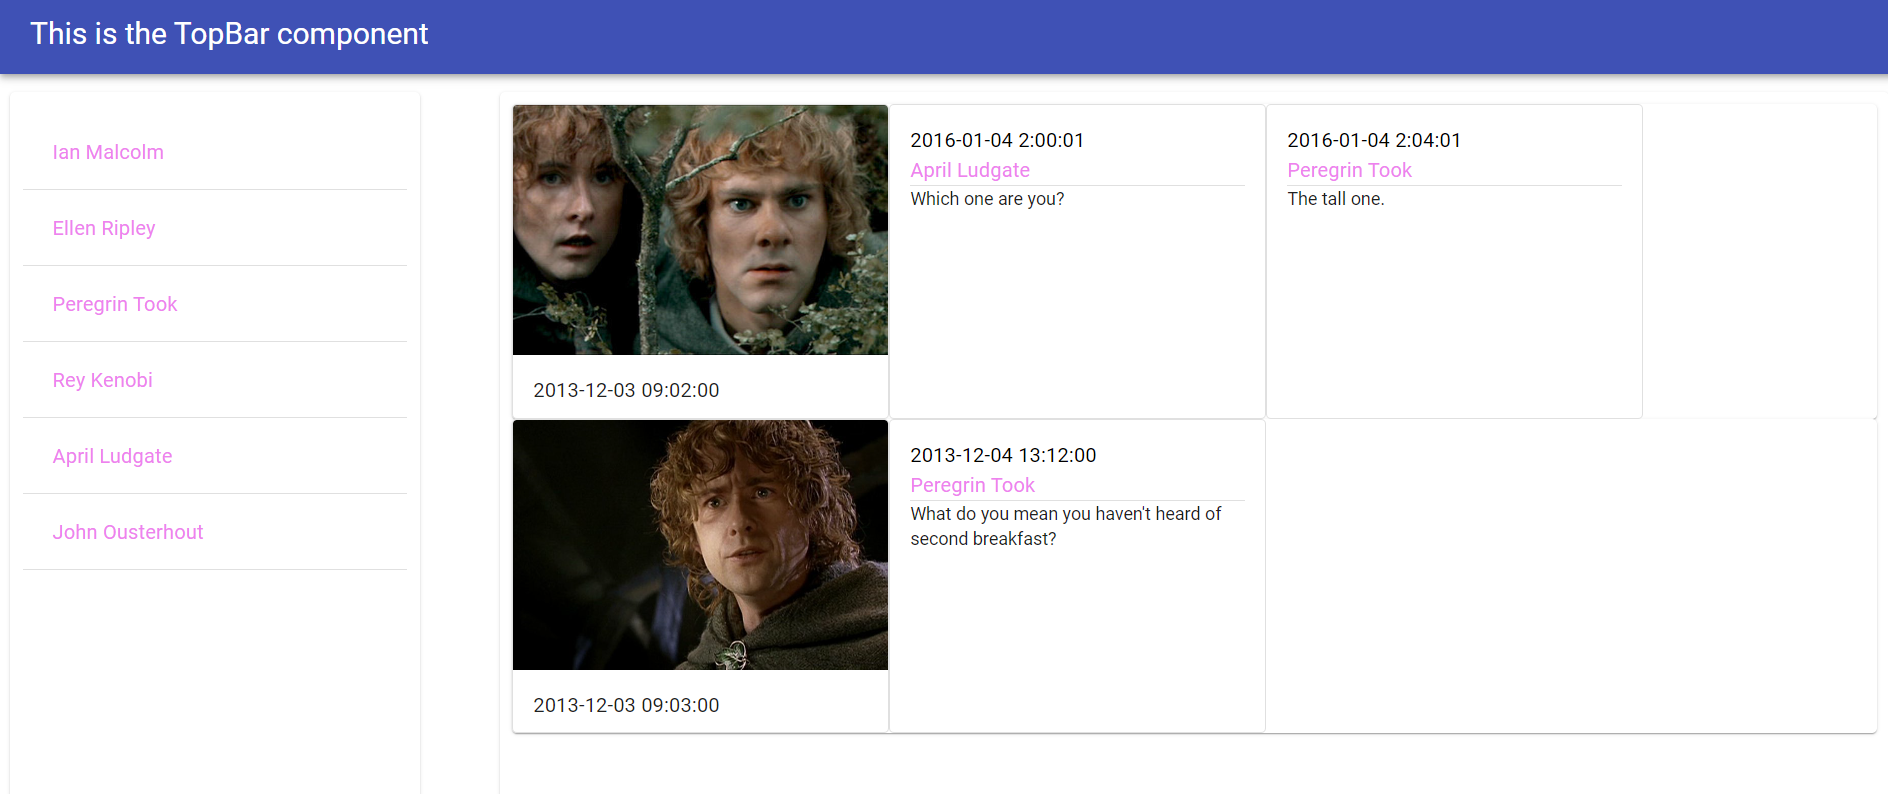 This is the TopBar component
Ian Malcolm
Ellen Ripley
Peregrin Took
Rey Kenobi
April Ludgate
John Ousterhout
2013-12-03 09:02:00
2016-01-04 2:00:01
April Ludgate
Which one are you?
2016-01-04 2:04:01
Peregrin Took
The tall one.
2013-12-03 09:03:00
2013-12-04 13:12:00
Peregrin Took
What do you mean you haven't heard of
second breakfast?